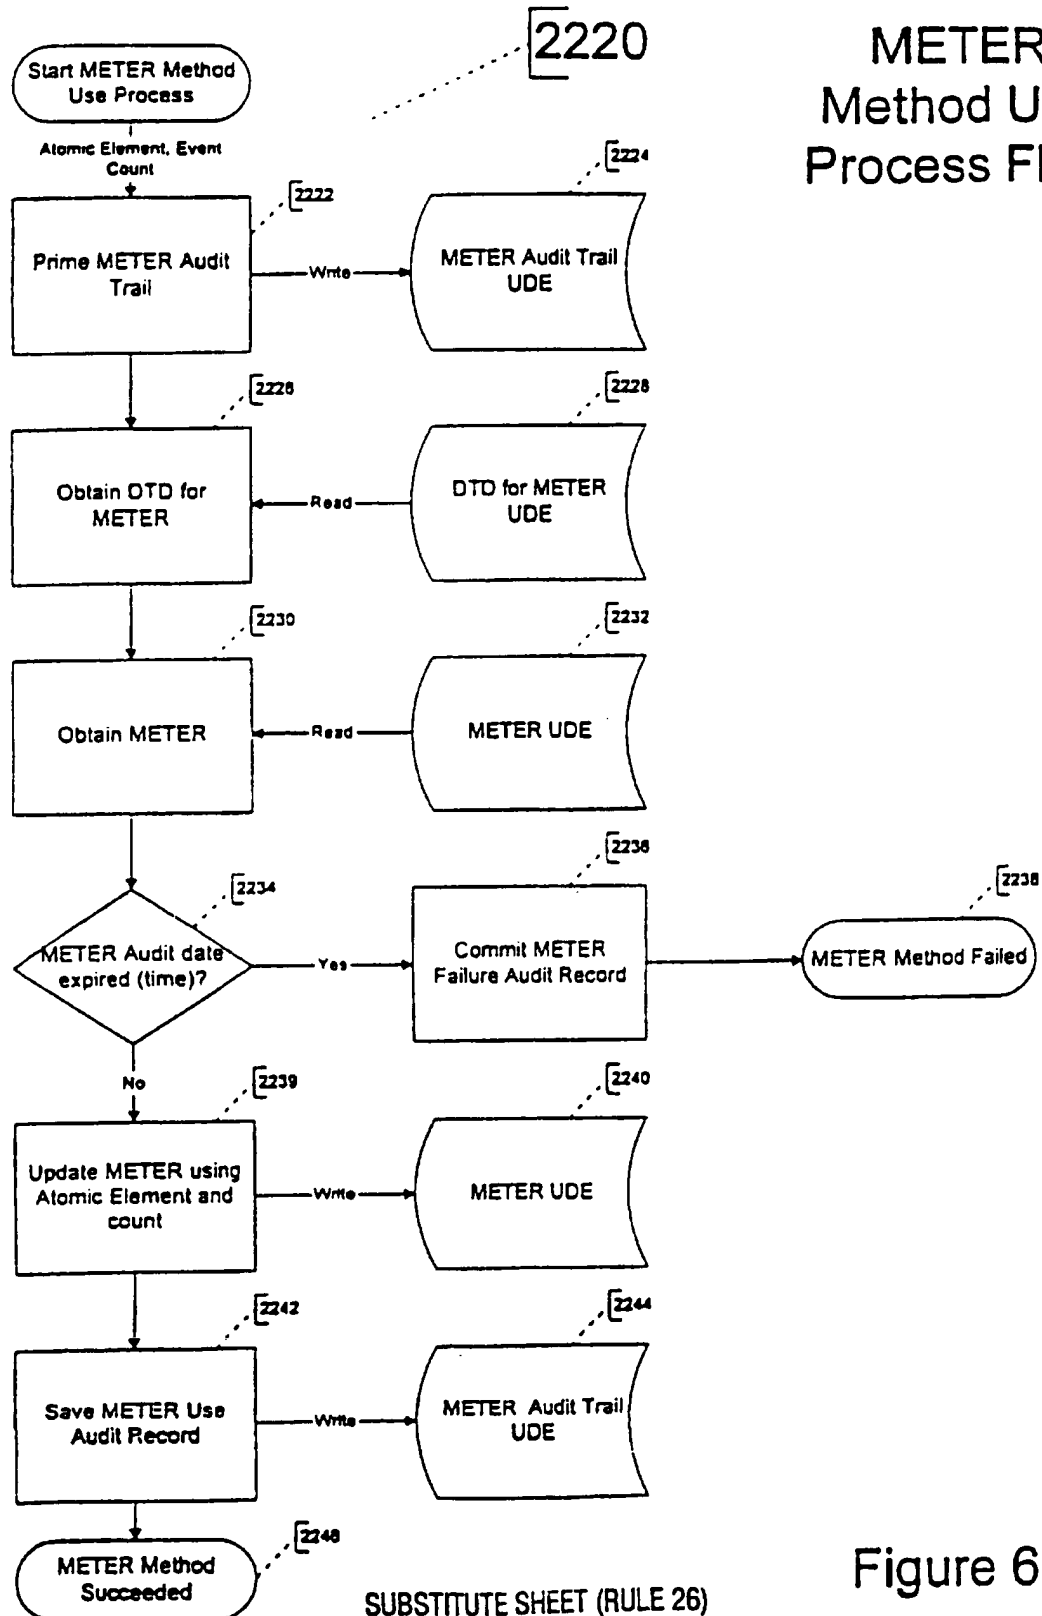 2220
METER
Method U
Process Fl
Start METER Method
Use Process
Atomic Element, Event
Count
2222
2224
Prime METER Audit
Trail
Write
METER Audit Trail
UDE
2226
2228
Obtain DTD for
METER
Read
DTD for METER
UDE
2230
2232
Obtain METER
Read
METER UDE
2234
2236
2238
METER Audit date
expired (time)?
Yes
Commit METER
Failure Audit Record
METER Method Failed
No
2239
2240
Update METER using
Atomic Element and
count
Write
METER UDE
2242
2244
Save METER Use
Audit Record
Write
METER Audit Trail
UDE
2246
METER Method
Succeeded
SUBSTITUTE SHEET (RULE 26)
Figure 6